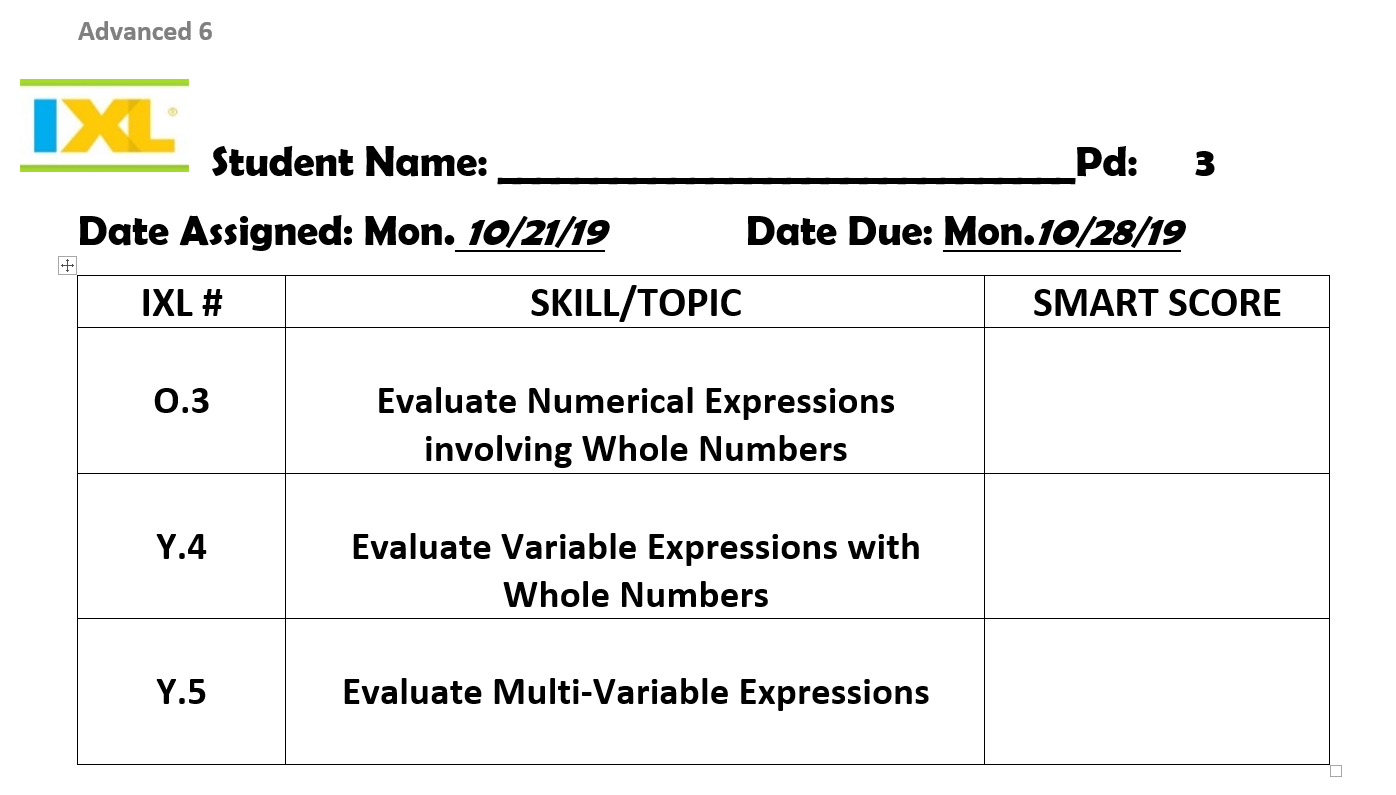 Advanced 6
IXL®
Student Name: ______________________________Pd: 3
Date Assigned: Mon. 10/21/19 Date Due: Mon.10/28/19
IXL # SKILL/TOPIC SMART SCORE
O.3 Evaluate Numerical Expressions
involving Whole Numbers
Y.4 Evaluate Variable Expressions with
Whole Numbers
Y.5 Evaluate Multi-Variable Expressions